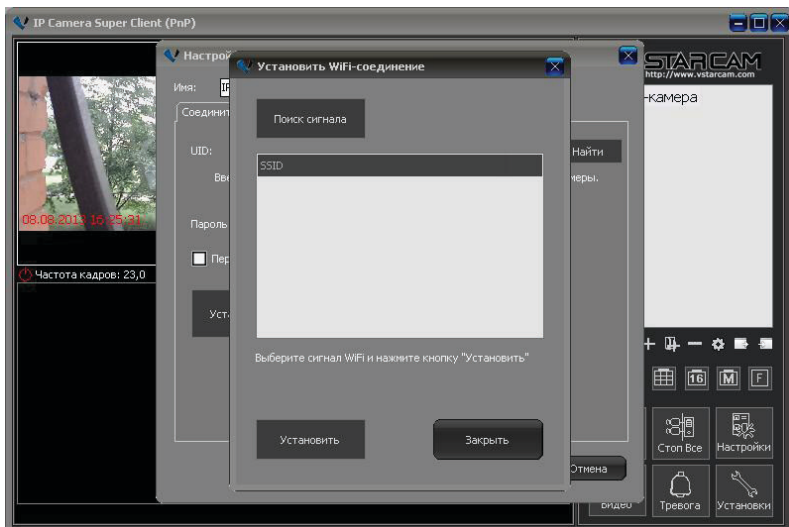 IP Camera Super Client (PnP)
Настрой
Установить WiFi-соединение
STARCAM
http://www.vstarcam.com
Имя: IP
-камера
Соединит
Поиск сигнала
UID:
Найти
SSID
Вве
меры.
08.08.2013 16:25:31
Пароль
Пер
Частота кадров: 23,0
Уст
Выберите сигнал WiFi и нажмите кнопку "Установить"
16 M F
Установить
Закрыть
Стоп Все
Настройки
Отмена
Видео
Тревога
Установки